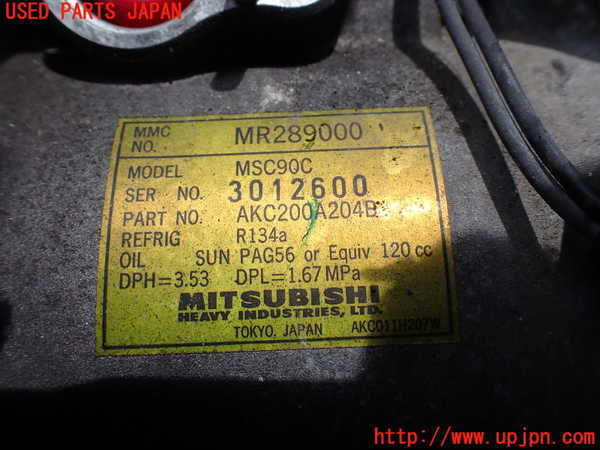 USED PARTS JAPAN
MMC NO. MR289000
MODEL MSC90C
SER NO. 3012600
PART NO. AKC200A204B
REFRIG R134a
OIL SUN PAG56 or Equiv 120 cc
DPH=3.53 DPL=1.67MPa
MITSUBISHI
HEAVY INDUSTRIES, LTD.
TOKYO, JAPAN AKC011H207W
http://www.upjpn.com/